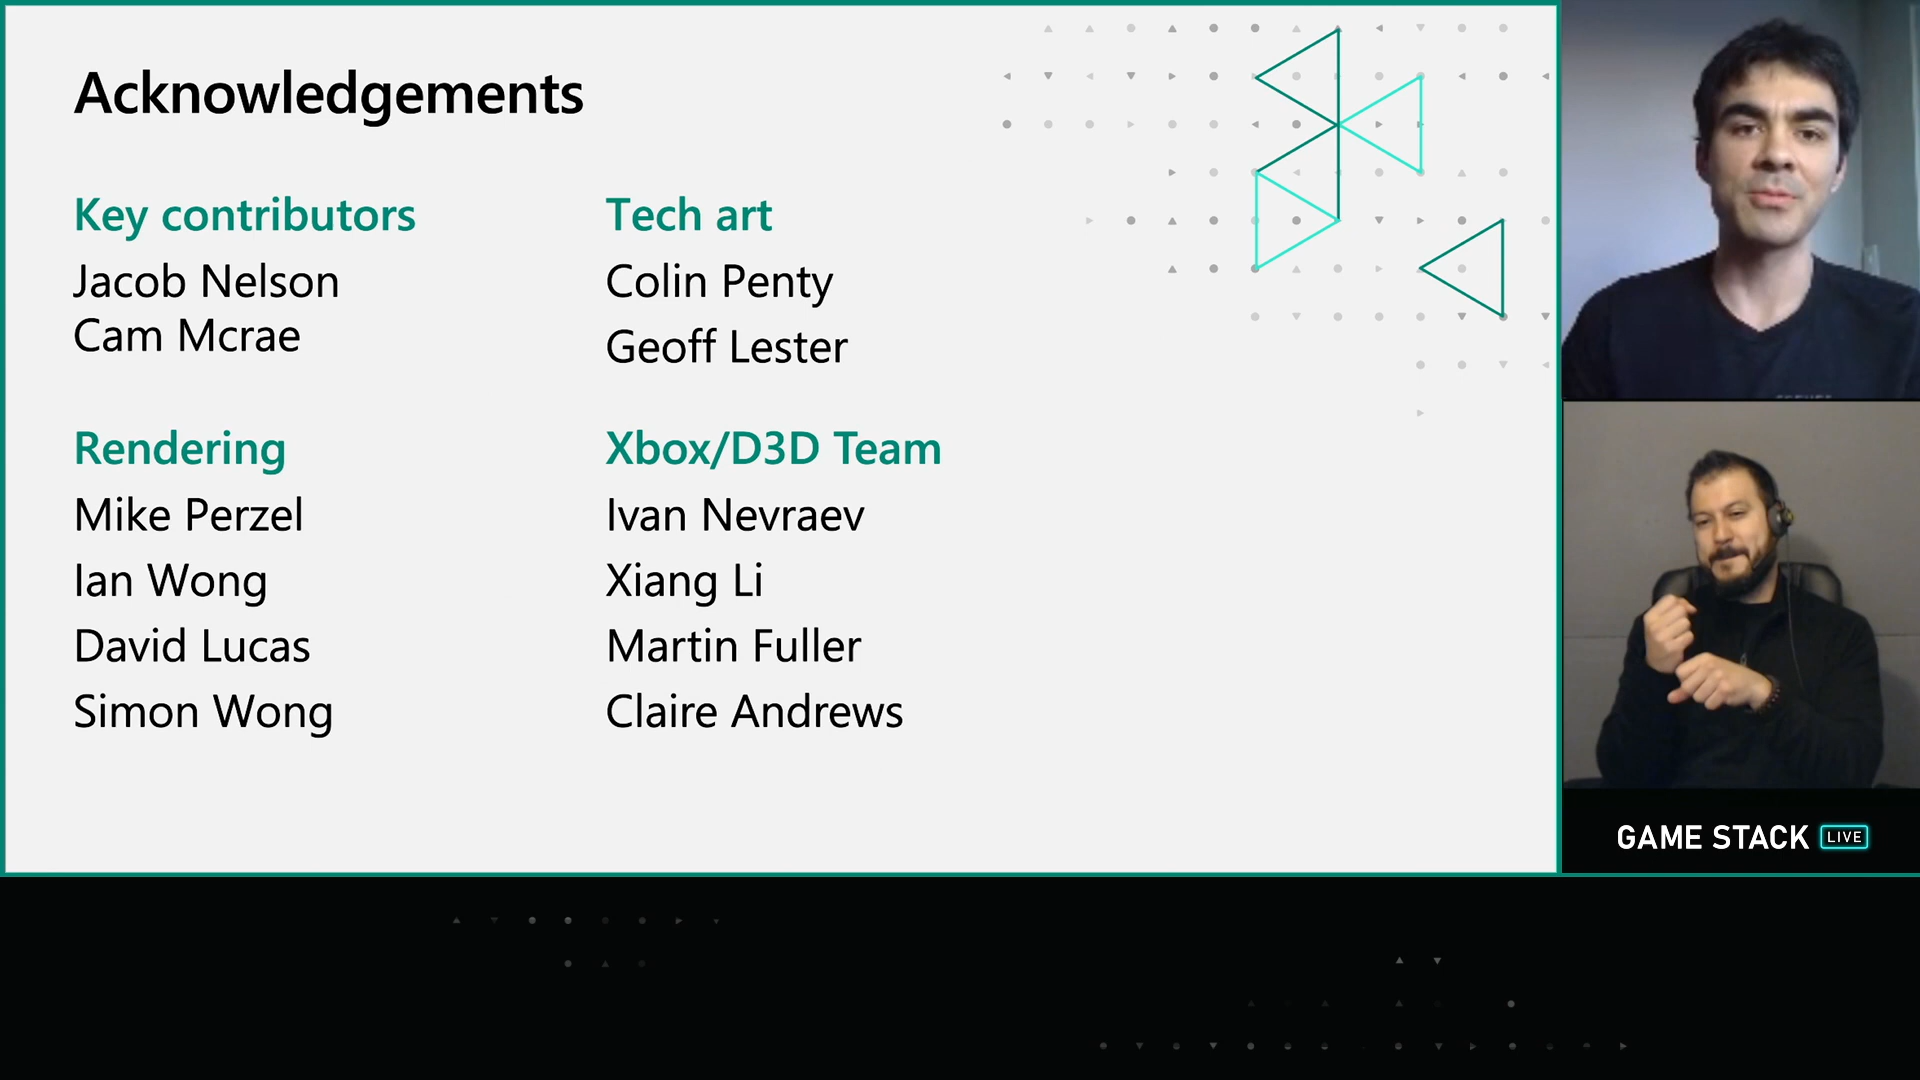 Acknowledgements
Key contributors
Jacob Nelson
Cam Mcrae
Tech art
Colin Penty
Geoff Lester
Rendering
Mike Perzel
Ian Wong
David Lucas
Simon Wong
Xbox/D3D Team
Ivan Nevraev
Xiang Li
Martin Fuller
Claire Andrews
GAME STACK LIVE